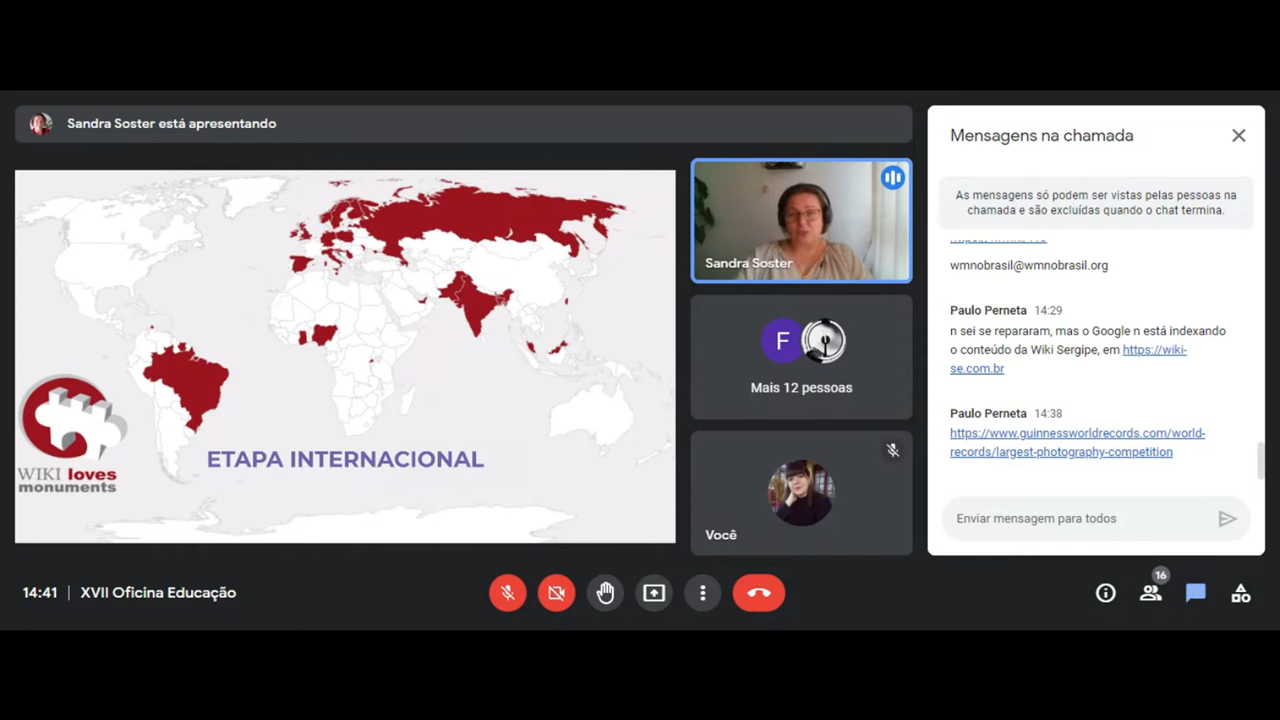 Sandra Soster está apresentando
WIKI loves
monuments
ETAPA INTERNACIONAL
Sandra Soster
F
Mais 12 pessoas
Você
Mensagens na chamada
As mensagens só podem ser vistas pelas pessoas na
chamada e são excluídas quando o chat termina.
wmnobrasil@wmnobrasil.org
Paulo Perneta 14:29
n sei se repararam, mas o Google n está indexando
o conteúdo da Wiki Sergipe, em https://wiki-
se.com.br
Paulo Perneta 14:38
https://www.guinnessworldrecords.com/world-
records/largest-photography-competition
Enviar mensagem para todos
14:41 | XVII Oficina Educação
16